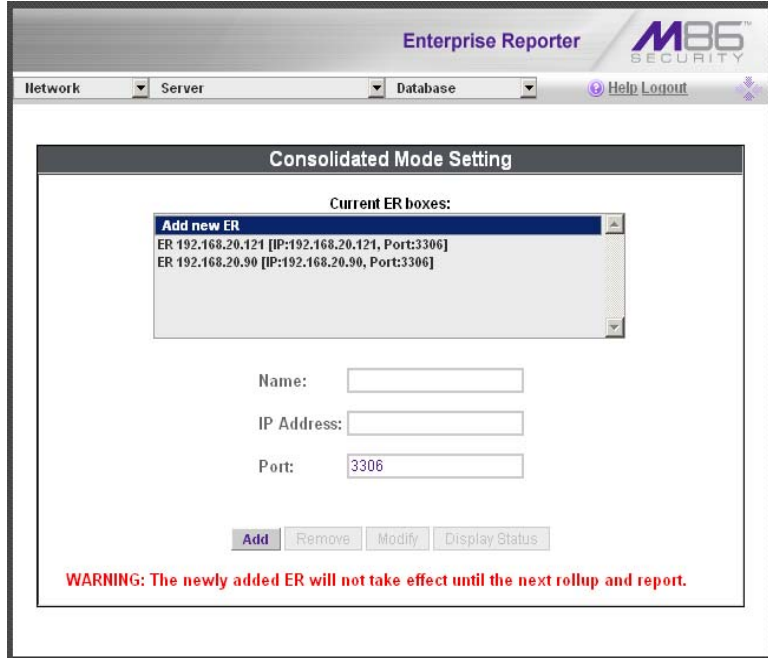 Enterprise Reporter
M86™
SECURITY
Network Server Database Help Logout
Consolidated Mode Setting
Current ER boxes:
Add new ER
ER 192.168.20.121 [IP:192.168.20.121, Port:3306]
ER 192.168.20.90 [IP:192.168.20.90, Port:3306]
Name:
IP Address:
Port: 3306
Add Remove Modify Display Status
WARNING: The newly added ER will not take effect until the next rollup and report.